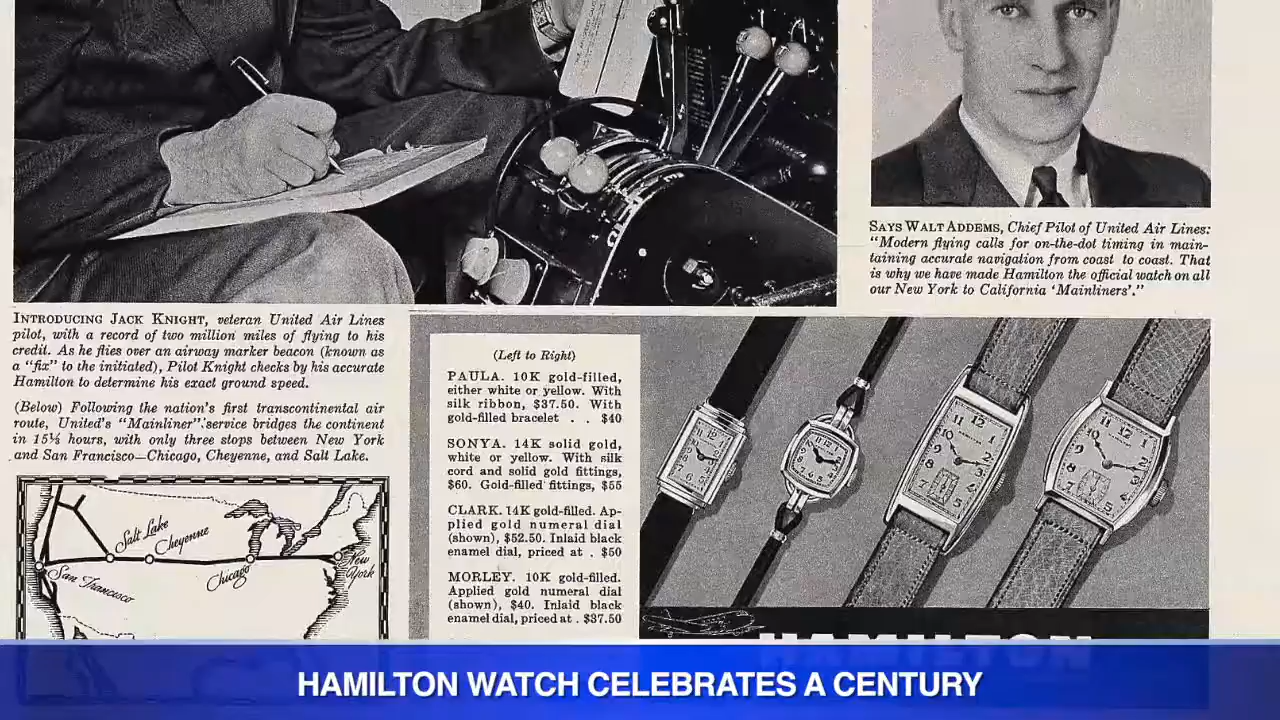 SAYS WALT ADDEMS, Chief Pilot of United Air Lines:
"Modern flying calls for on-the-dot timing in main-
taining accurate navigation from coast to coast. That
is why we have made Hamilton the official watch on all
our New York to California 'Mainliners'."
INTRODUCING JACK KNIGHT, veteran United Air Lines
pilot, with a record of two million miles of flying to his
credit. As he flies over an airway marker beacon (known as
a "fix" to the initiated), Pilot Knight checks by his accurate
Hamilton to determine his exact ground speed.
(Below) Following the nation's first transcontinental air
route, United's "Mainliner" service bridges the continent
in 15½ hours, with only three stops between New York
and San Francisco—Chicago, Cheyenne, and Salt Lake.
Salt Lake
Cheyenne
San Francisco
Chicago
New
York
(Left to Right)
PAULA. 10K gold-filled,
either white or yellow. With
silk ribbon, $37.50. With
gold-filled bracelet . . $40
SONYA. 14K solid gold,
white or yellow. With silk
cord and solid gold fittings,
$60. Gold-filled fittings, $55
CLARK. 14K gold-filled. Ap-
plied gold numeral dial
(shown), $52.50. Inlaid black
enamel dial, priced at . $50
MORLEY. 10K gold-filled.
Applied gold numeral dial
(shown), $40. Inlaid black
enamel dial, priced at . $37.50
HAMILTON
HAMILTON WATCH CELEBRATES A CENTURY